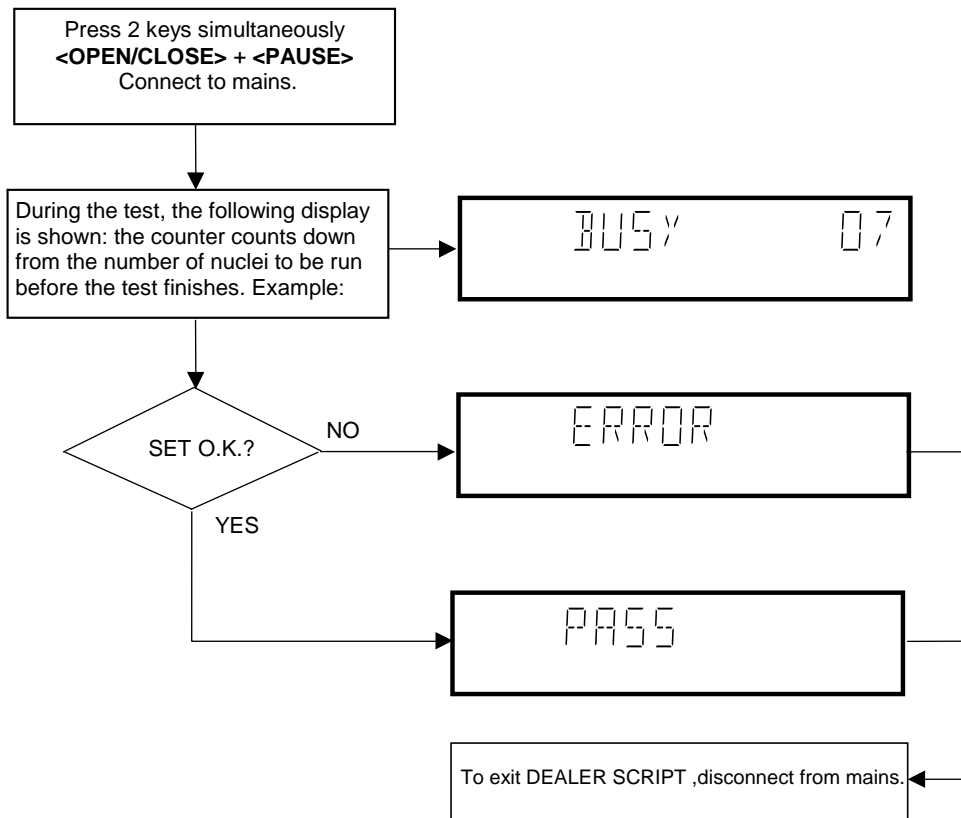 Press 2 keys simultaneously
<OPEN/CLOSE> + <PAUSE>
Connect to mains.
During the test, the following display
is shown: the counter counts down
from the number of nuclei to be run
before the test finishes. Example:
BUSY 07
SET O.K.?
NO
ERROR
YES
PASS
To exit DEALER SCRIPT ,disconnect from mains.